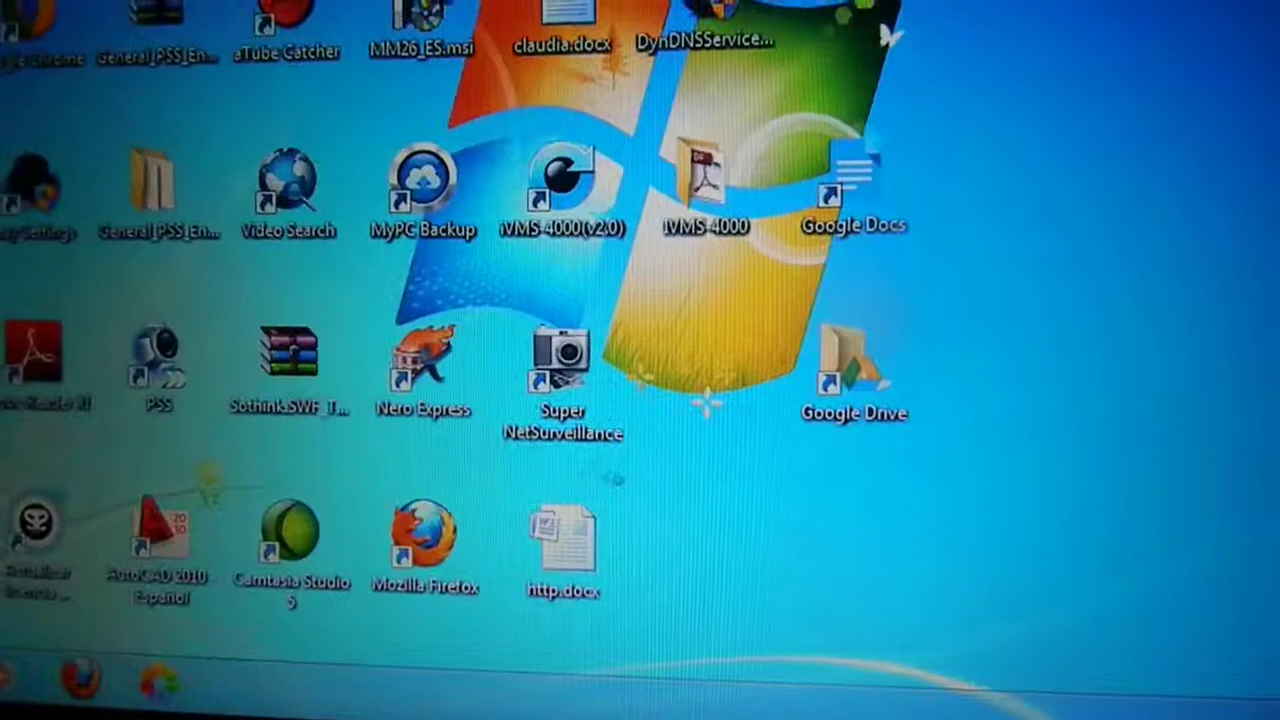 General_PSS_En...
aTube Catcher
MM26_ES.msi
claudia.docx
DynDNSService...
General_PSS_En...
Video Search
MyPC Backup
iVMS-4000(v2.0)
iVMS-4000
Google Docs
PSS
Sothink.SWF_T...
Nero Express
Super
NetSurveillance
Google Drive
AutoCAD 2010
Español
Camtasia Studio
5
Mozilla Firefox
http.docx